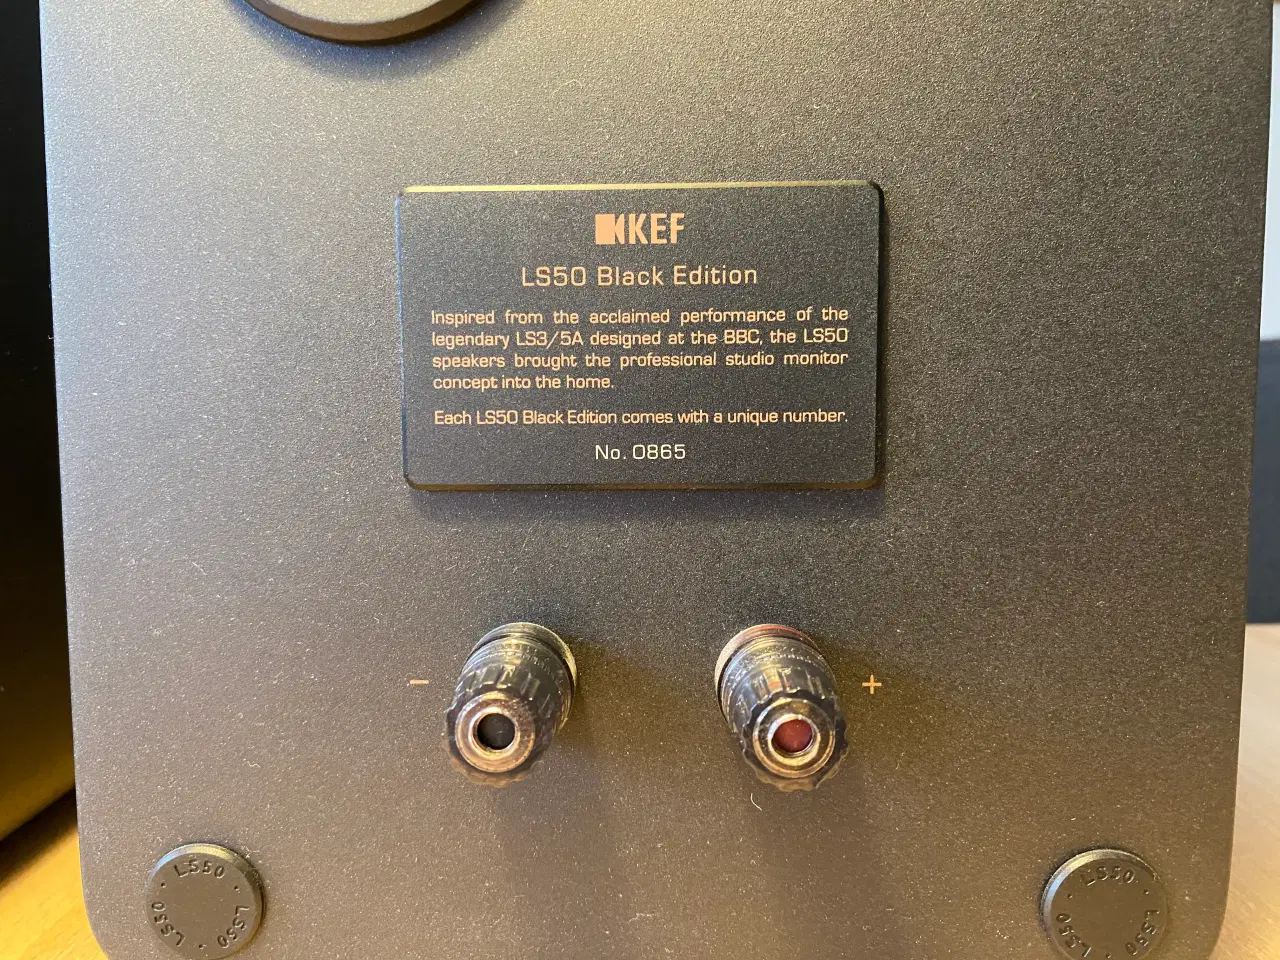 KEF
LS50 Black Edition
Inspired from the acclaimed performance of the
legendary LS3/5A designed at the BBC, the LS50
speakers brought the professional studio monitor
concept into the home.
Each LS50 Black Edition comes with a unique number.
No. 0865
− +
· LS50 · LS50 · LS50
· LS50 · LS50 · LS50